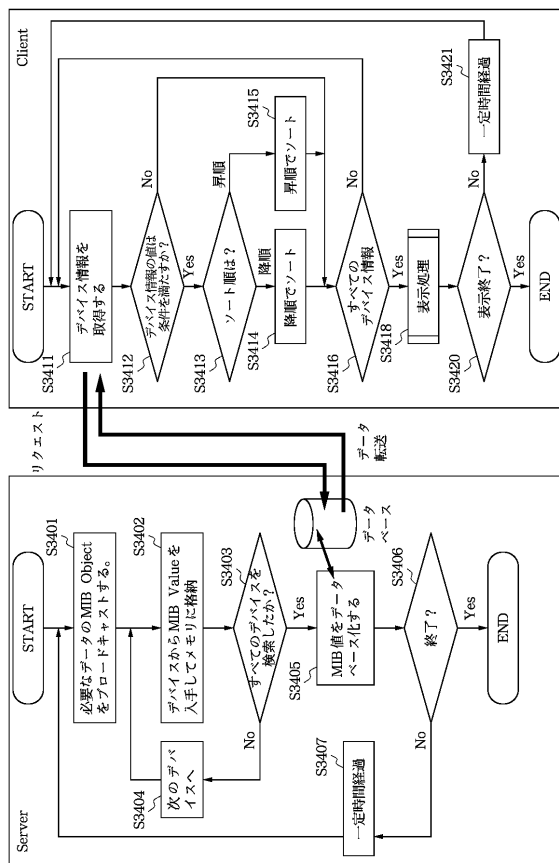 Server
START
S3401
必要なデータのMIB Object
をブロードキャストする。
S3402
デバイスからMIB Valueを
入手してメモリに格納
S3403
すべてのデバイスを
検索したか？
No
Yes
S3404
次のデバ
イスへ
S3405
MIB値をデータ
ベース化する
データ
ベース
S3406
終了？
No
Yes
S3407
一定時間経過
END
リクエスト
データ
転送
Client
START
S3411
デバイス情報を
取得する
S3412
デバイス情報の値は
条件を満たすか？
No
Yes
S3413
ソート順は？
昇順
降順
S3414
降順でソート
S3415
昇順でソート
S3416
すべての
デバイス情報
No
Yes
S3418
表示処理
S3420
表示終了？
No
Yes
S3421
一定時間経過
END